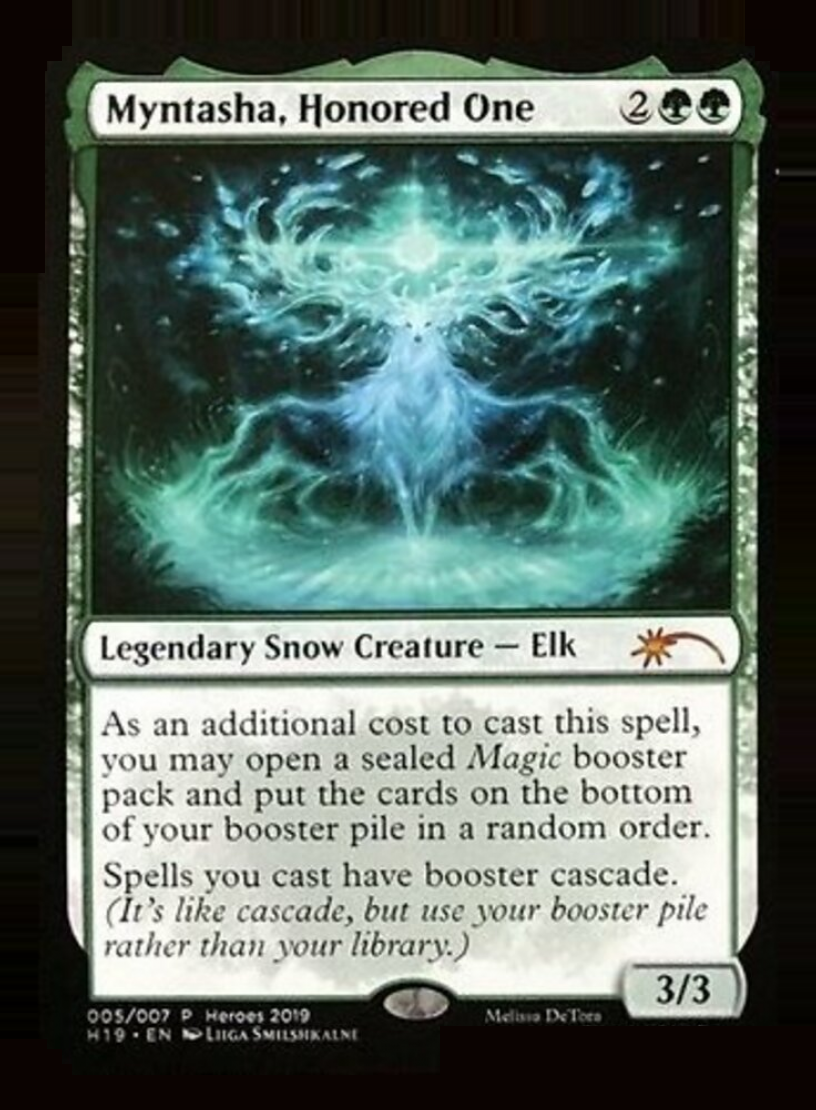 Myntasha, Honored One 2
Legendary Snow Creature — Elk
As an additional cost to cast this spell,
you may open a sealed Magic booster
pack and put the cards on the bottom
of your booster pile in a random order.
Spells you cast have booster cascade.
(It's like cascade, but use your booster pile
rather than your library.)
3/3
005/007 P Heroes 2019
Melissa DeTora
H19 • EN LIIGA SMILSHKALNE